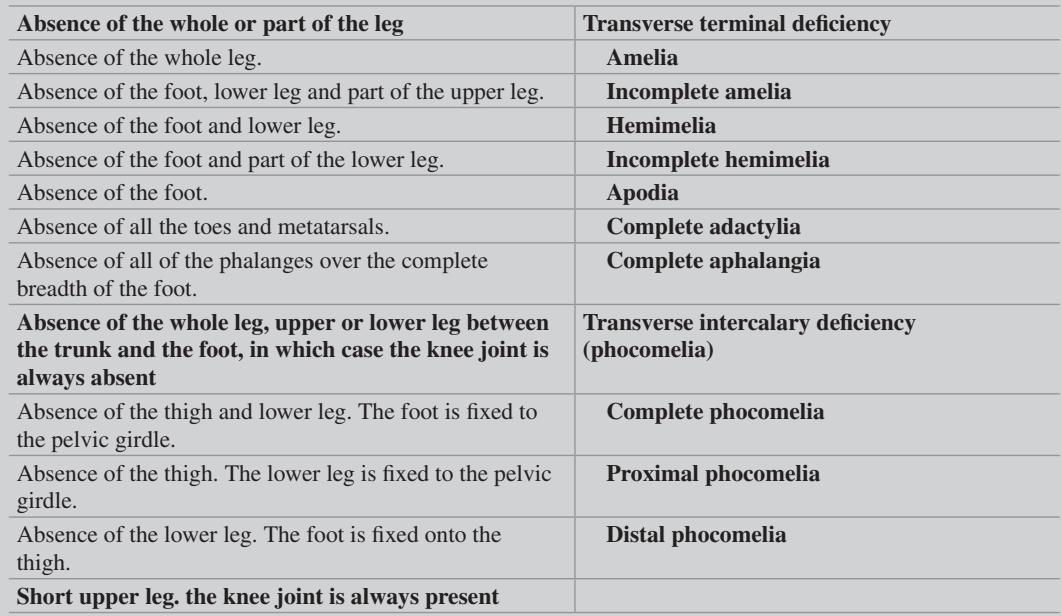 Absence of the whole or part of the leg Transverse terminal deficiency
Absence of the whole leg. Amelia
Absence of the foot, lower leg and part of the upper leg. Incomplete amelia
Absence of the foot and lower leg. Hemimelia
Absence of the foot and part of the lower leg. Incomplete hemimelia
Absence of the foot. Apodia
Absence of all the toes and metatarsals. Complete adactylia
Absence of all of the phalanges over the complete Complete aphalangia
breadth of the foot.
Absence of the whole leg, upper or lower leg between Transverse intercalary deficiency
the trunk and the foot, in which case the knee joint is (phocomelia)
always absent
Absence of the thigh and lower leg. The foot is fixed to Complete phocomelia
the pelvic girdle.
Absence of the thigh. The lower leg is fixed to the pelvic Proximal phocomelia
girdle.
Absence of the lower leg. The foot is fixed onto the Distal phocomelia
thigh.
Short upper leg. the knee joint is always present